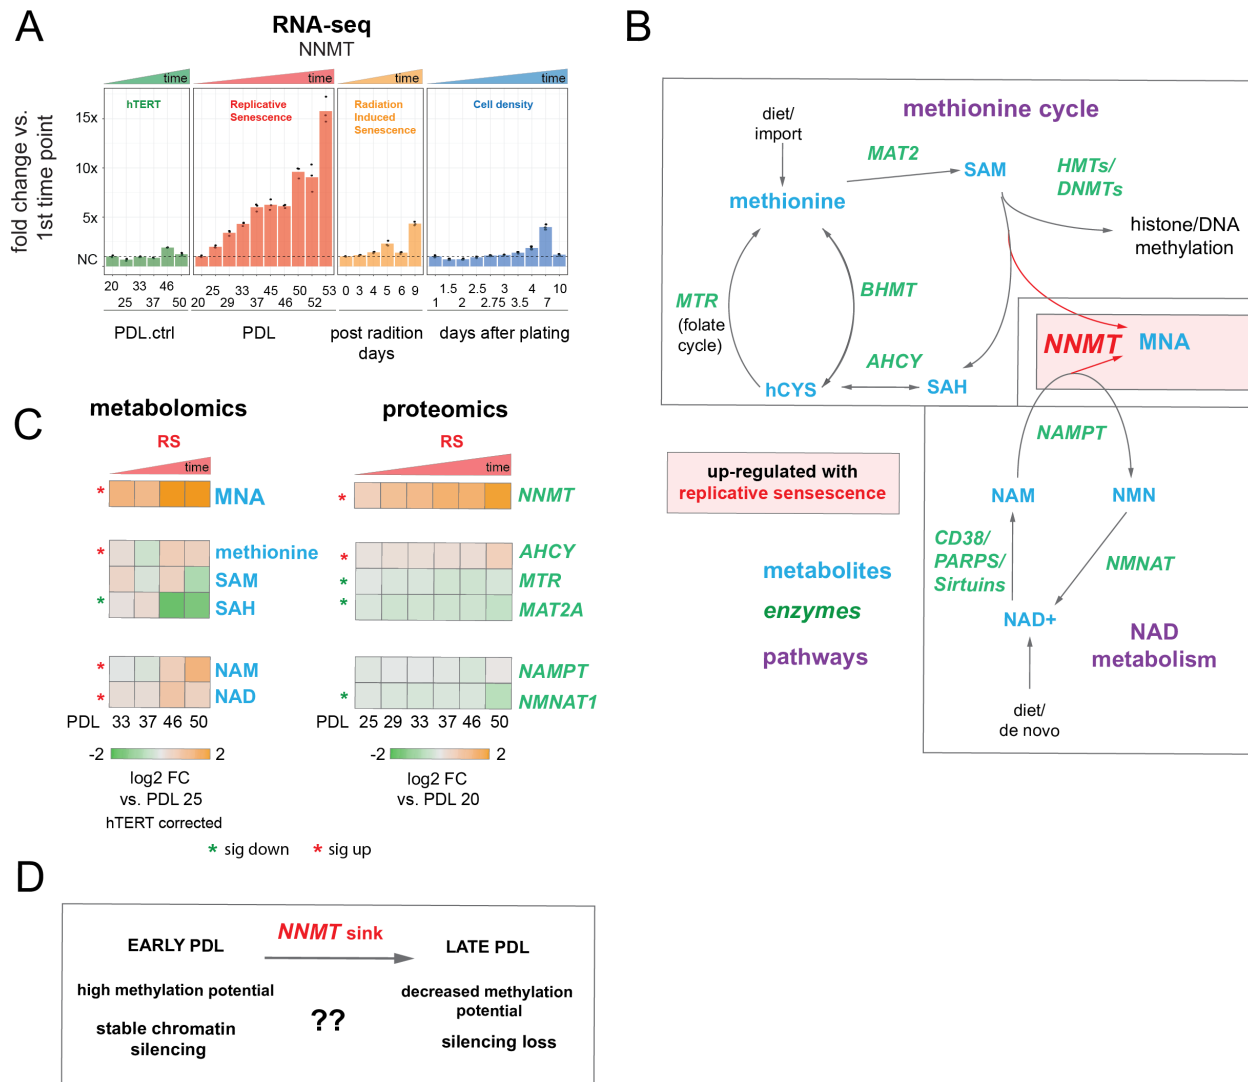 A
RNA-seq
NNMT
time
time
time
time
fold change vs.
1st time point
15x
10x
5x
NC
hTERT
Replicative
Senescence
Radiation
Induced
Senescence
Cell density
20 33 46
25 37 50
PDL.ctrl
33 45 50 53
20 25 29 37 46 52
PDL
0 3 4 5 6 9
post radition
days
1.5 2.5 3 4 10
1 2 2.75 3.5 7
days after plating
B
methionine cycle
diet/
import
MAT2
SAM
HMTs/
DNMTs
methionine
histone/DNA
methylation
MTR
(folate
cycle)
BHMT
AHCY
hCYS
SAH
NNMT
MNA
NAMPT
up-regulated with
replicative sensescence
NAM
NMN
CD38/
PARPS/
Sirtuins
NMNAT
metabolites
enzymes
pathways
NAD+
NAD
metabolism
diet/
de novo
C
metabolomics
RS
time
* MNA
* methionine
SAM
* SAH
* NAM
* NAD
PDL 33 37 46 50
-2 2
log2 FC
vs. PDL 25
hTERT corrected
proteomics
RS
time
* NNMT
* AHCY
* MTR
* MAT2A
NAMPT
* NMNAT1
PDL 25 29 33 37 46 50
-2 2
log2 FC
vs. PDL 20
* sig down * sig up
D
EARLY PDL
NNMT sink
LATE PDL
high methylation potential
stable chromatin
silencing
??
decreased methylation
potential
silencing loss